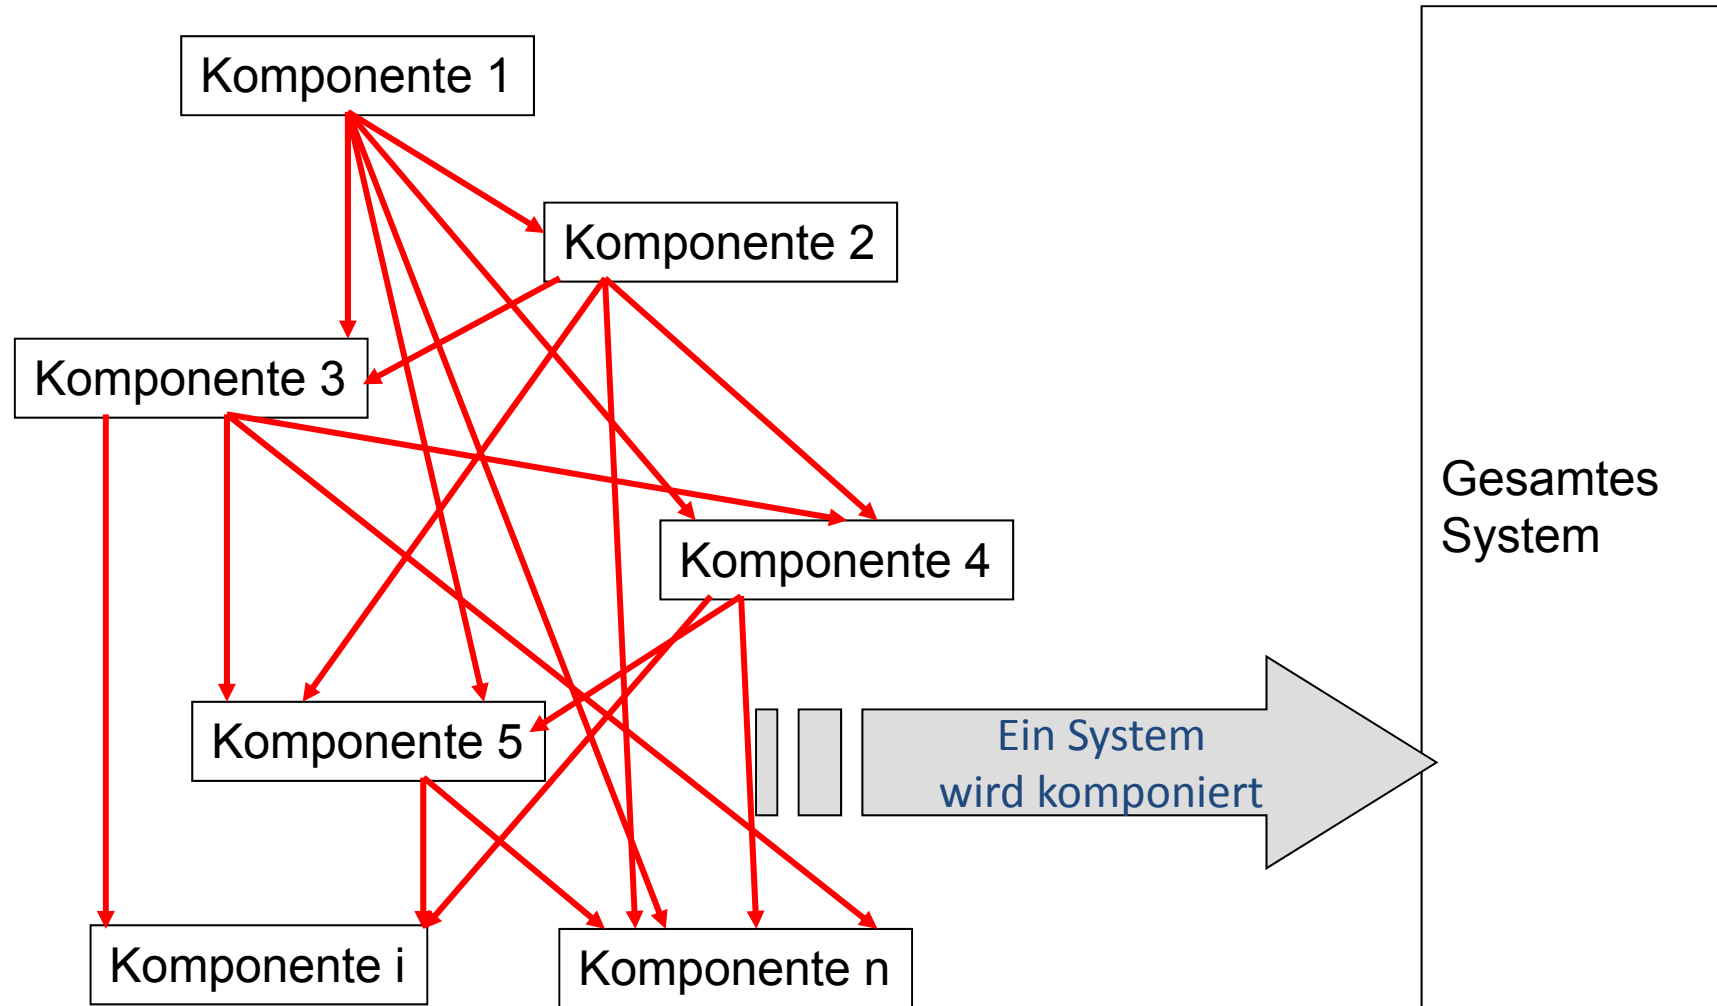 Komponente 1
Komponente 2
Komponente 3
Gesamtes
System
Komponente 4
Komponente 5
Ein System
wird komponiert
Komponente i
Komponente n